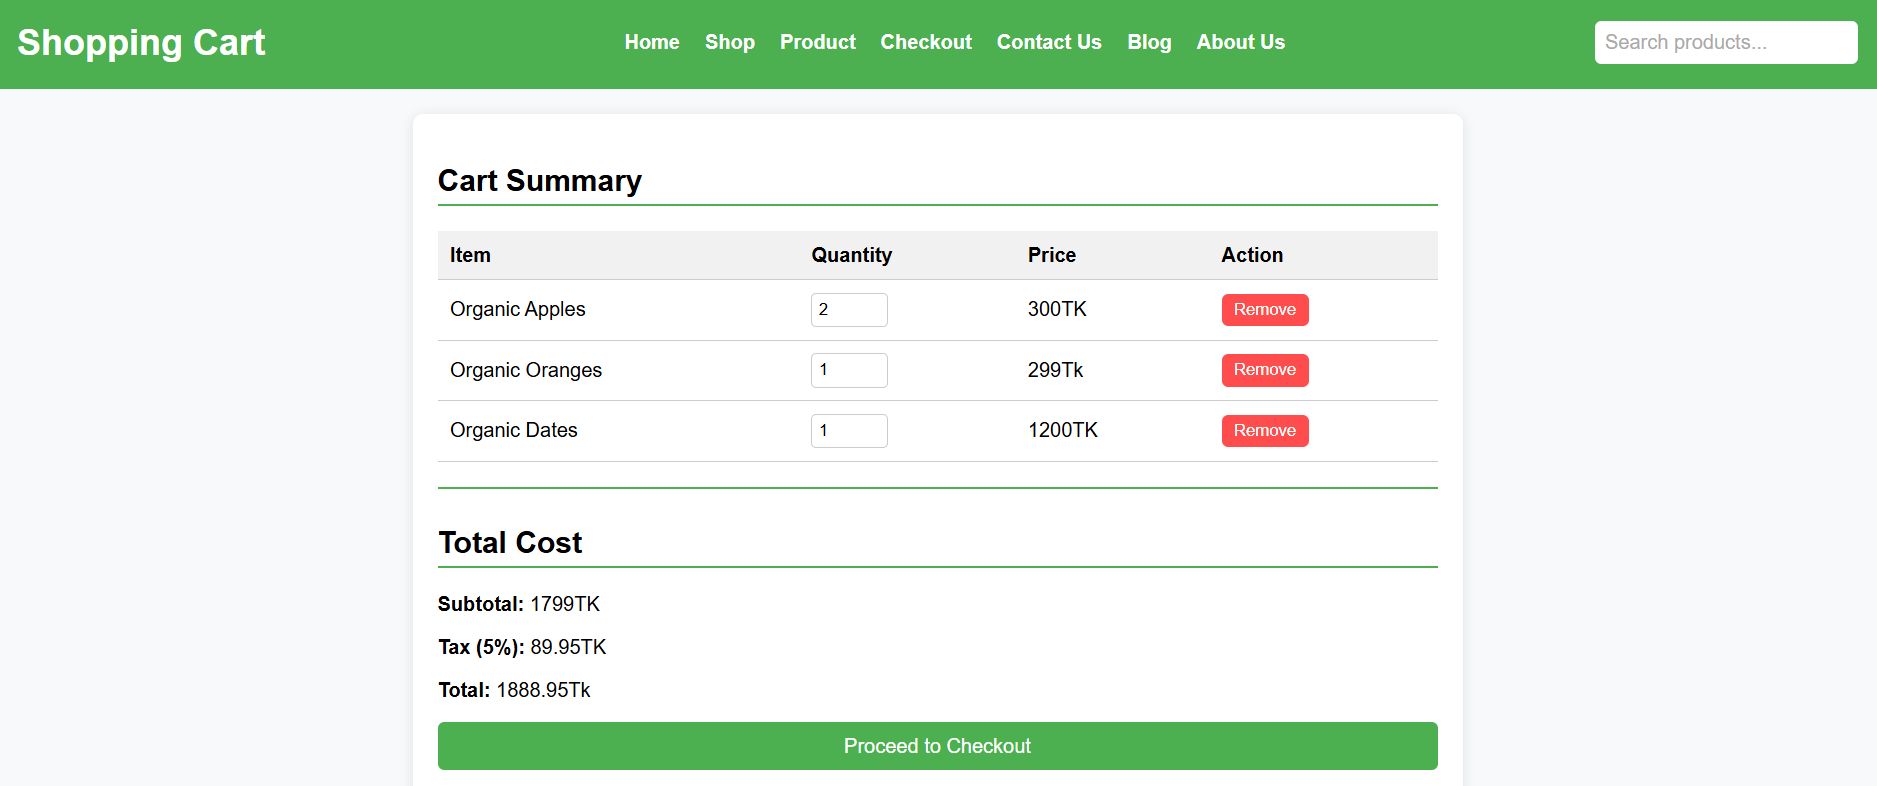 Shopping Cart
Home Shop Product Checkout Contact Us Blog About Us
Search products...
Cart Summary
Item Quantity Price Action
Organic Apples 2 300TK Remove
Organic Oranges 1 299Tk Remove
Organic Dates 1 1200TK Remove
Total Cost
Subtotal: 1799TK
Tax (5%): 89.95TK
Total: 1888.95Tk
Proceed to Checkout